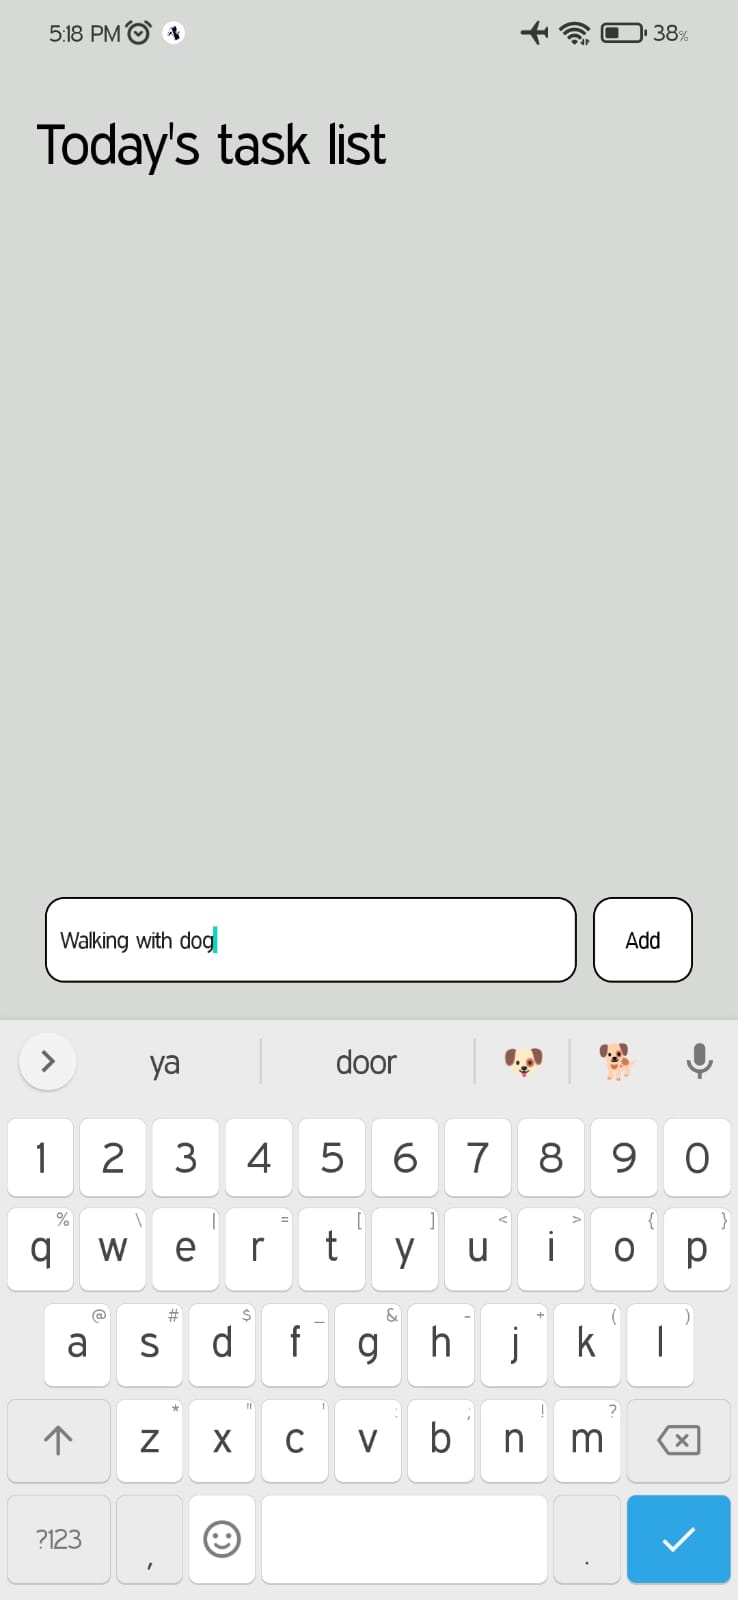 5:18 PM 38%
Today's task list
Walking with dog
Add
ya door
1 2 3 4 5 6 7 8 9 0
% \ | = [ ] < > { }
q w e r t y u i o p
@ # $ _ & - + ( )
a s d f g h j k l
* " ' : ; ! ?
z x c v b n m
?123 , .